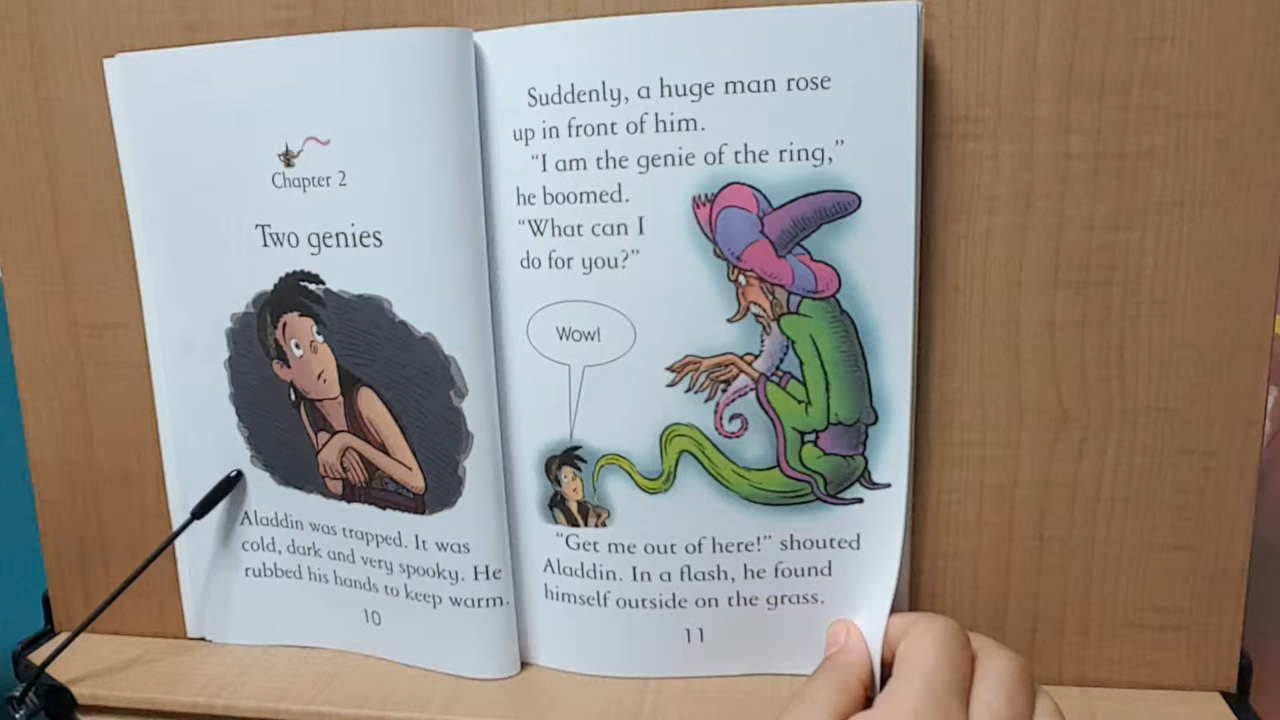 Chapter 2
Two genies
Aladdin was trapped. It was
cold, dark and very spooky. He
rubbed his hands to keep warm.
10
Suddenly, a huge man rose
up in front of him.
“I am the genie of the ring,”
he boomed.
“What can I
do for you?”
Wow!
“Get me out of here!” shouted
Aladdin. In a flash, he found
himself outside on the grass.
11